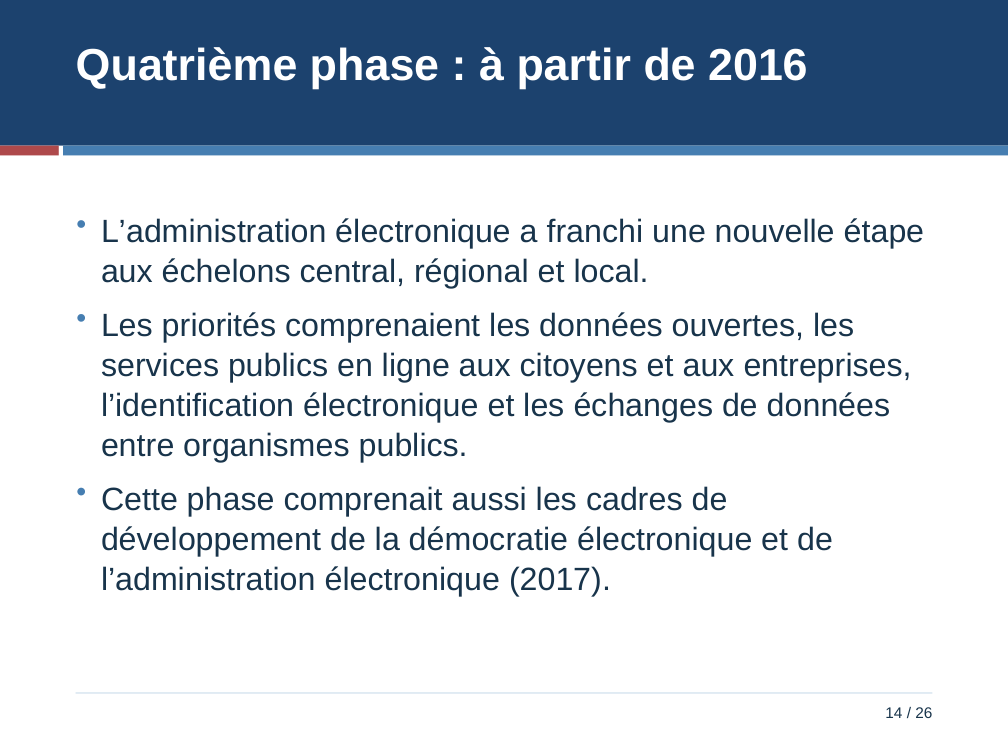 Quatrième phase : à partir de 2016
• L’administration électronique a franchi une nouvelle étape
aux échelons central, régional et local.
• Les priorités comprenaient les données ouvertes, les
services publics en ligne aux citoyens et aux entreprises,
l’identification électronique et les échanges de données
entre organismes publics.
• Cette phase comprenait aussi les cadres de
développement de la démocratie électronique et de
l’administration électronique (2017).
14 / 26